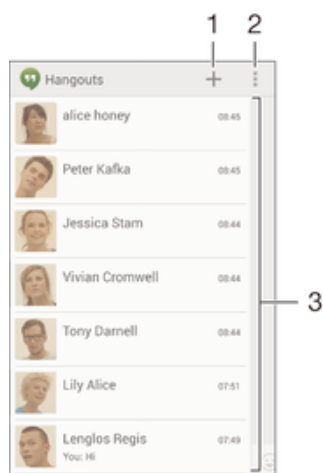 1 2
Hangouts
alice honey 08:45
Peter Kafka 08:45
Jessica Stam 08:44
Vivian Cromwell 08:44
3
Tony Darnell 08:44
Lily Alice 07:51
Lenglos Regis 07:49
You: Hi